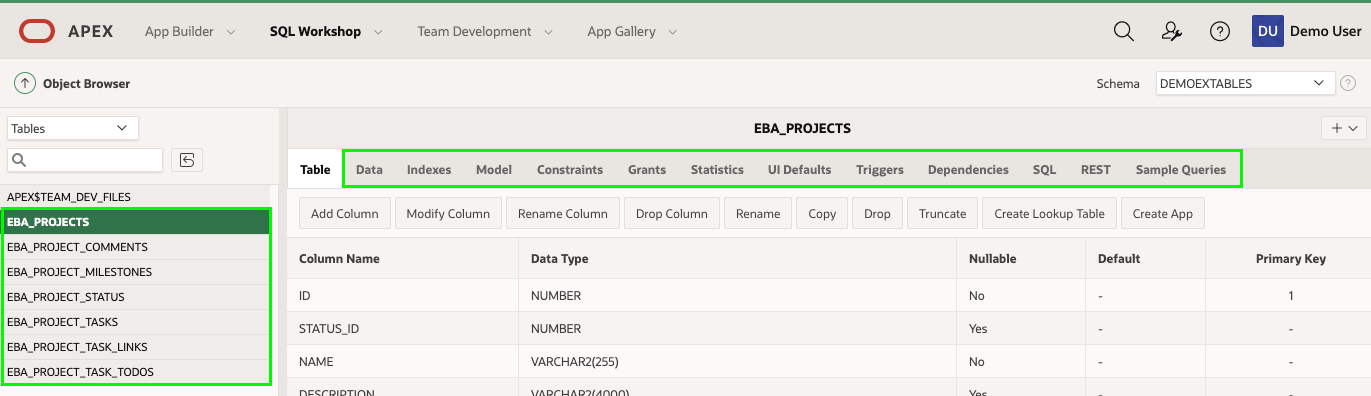 APEX App Builder SQL Workshop Team Development App Gallery DU Demo User
Object Browser Schema DEMOEXTABLES
Tables
EBA_PROJECTS
Table Data Indexes Model Constraints Grants Statistics UI Defaults Triggers Dependencies SQL REST Sample Queries
APEX$TEAM_DEV_FILES
EBA_PROJECTS
EBA_PROJECT_COMMENTS
EBA_PROJECT_MILESTONES
EBA_PROJECT_STATUS
EBA_PROJECT_TASKS
EBA_PROJECT_TASK_LINKS
EBA_PROJECT_TASK_TODOS
Add Column Modify Column Rename Column Drop Column Rename Copy Drop Truncate Create Lookup Table Create App
Column Name Data Type Nullable Default Primary Key
ID NUMBER No - 1
STATUS_ID NUMBER Yes - -
NAME VARCHAR2(255) No - -
DESCRIPTION VARCHAR2(4000) Yes - -